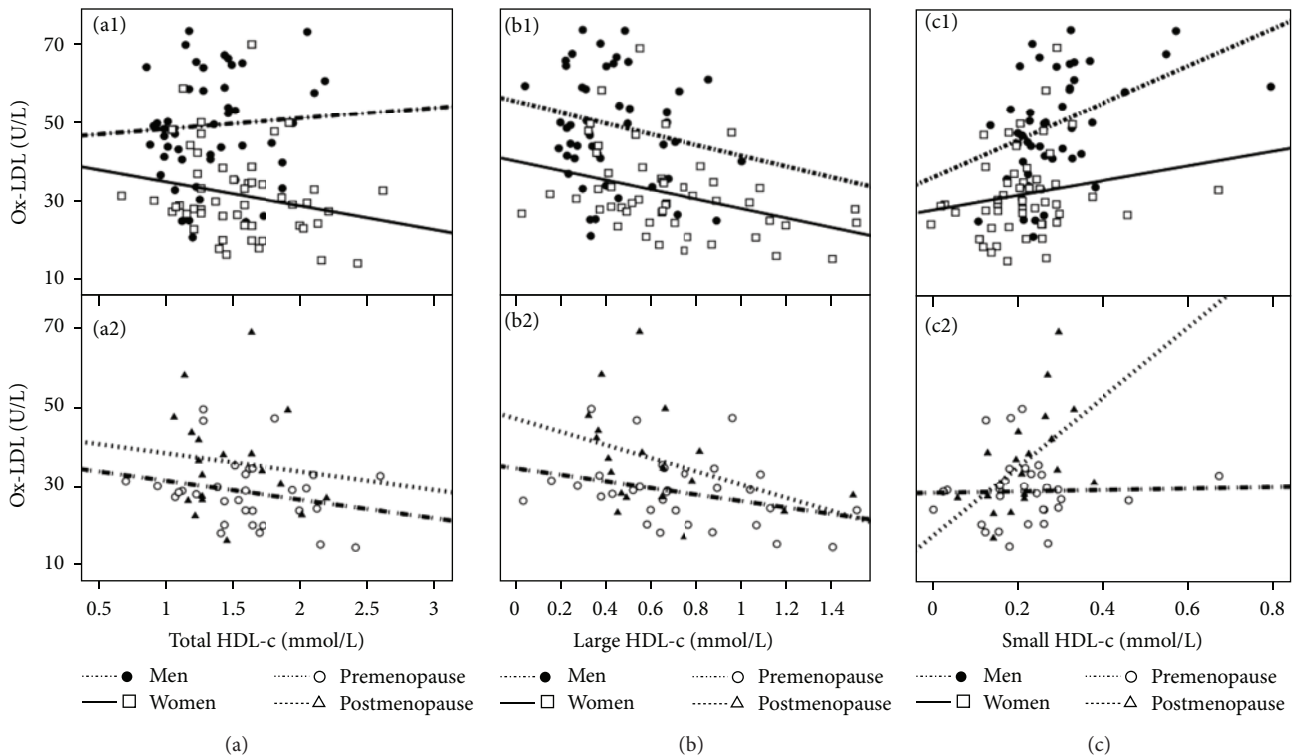 (a1)
(b1)
(c1)
70
50
30
10
Ox-LDL (U/L)
(a2)
(b2)
(c2)
70
50
30
10
Ox-LDL (U/L)
0.5 1 1.5 2 2.5 3
0 0.2 0.4 0.6 0.8 1 1.2 1.4
0 0.2 0.4 0.6 0.8
Total HDL-c (mmol/L)
Large HDL-c (mmol/L)
Small HDL-c (mmol/L)
Men Premenopause
Women Postmenopause
Men Premenopause
Women Postmenopause
Men Premenopause
Women Postmenopause
(a)
(b)
(c)